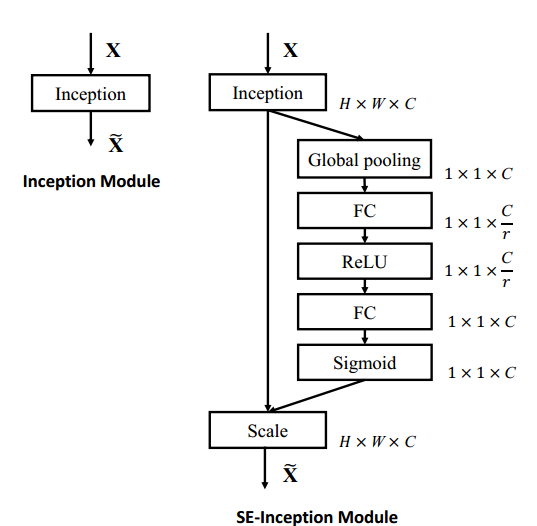 X
Inception
X̃
Inception Module
X
Inception
H × W × C
Global pooling
1 × 1 × C
FC
1 × 1 × C/r
ReLU
1 × 1 × C/r
FC
1 × 1 × C
Sigmoid
1 × 1 × C
Scale
H × W × C
X̃
SE-Inception Module